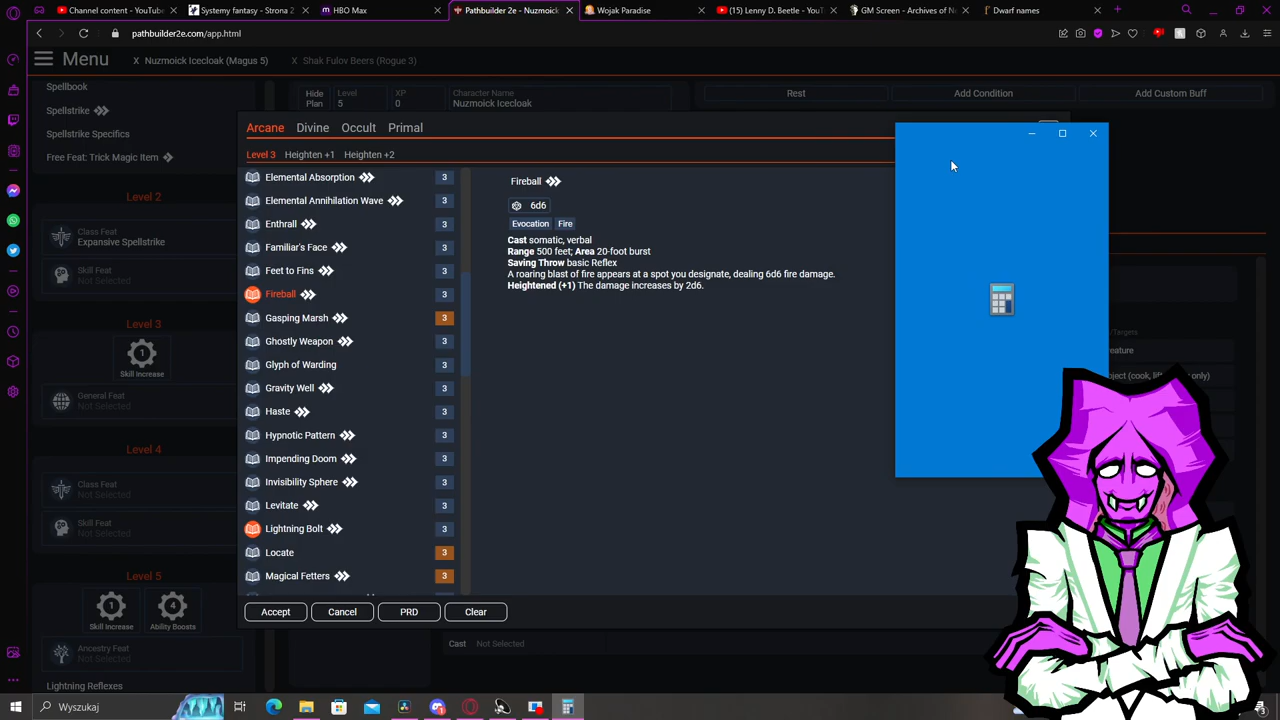 Channel content - YouTube
Systemy fantasy - Strona 2
HBO Max
Pathbuilder 2e - Nuzmoick
Wojak Paradise
(15) Lenny D. Beetle - YouT
GM Screen - Archives of N
Dwarf names
pathbuilder2e.com/app.html
Menu
X Nuzmoick Icecloak (Magus 5)
X Shak Fulov Beers (Rogue 3)
Spellbook
Hide
Plan
Level
5
XP
0
Character Name
Nuzmoick Icecloak
Rest
Add Condition
Add Custom Buff
Spellstrike
Spellstrike Specifics
Free Feat: Trick Magic Item
Level 2
Class Feat
Expansive Spellstrike
Skill Feat
Not Selected
Level 3
1
Skill Increase
General Feat
Not Selected
Level 4
Class Feat
Not Selected
Skill Feat
Not Selected
Level 5
1
Skill Increase
4
Ability Boosts
Ancestry Feat
Not Selected
Lightning Reflexes
Arcane Divine Occult Primal
Level 3 Heighten +1 Heighten +2
Elemental Absorption 3
Elemental Annihilation Wave 3
Enthrall 3
Familiar's Face 3
Feet to Fins 3
Fireball 3
Gasping Marsh 3
Ghostly Weapon 3
Glyph of Warding 3
Gravity Well 3
Haste 3
Hypnotic Pattern 3
Impending Doom 3
Invisibility Sphere 3
Levitate 3
Lightning Bolt 3
Locate 3
Magical Fetters 3
Accept Cancel PRD Clear
Fireball
6d6
Evocation Fire
Cast somatic, verbal
Range 500 feet; Area 20-foot burst
Saving Throw basic Reflex
A roaring blast of fire appears at a spot you designate, dealing 6d6 fire damage.
Heightened (+1) The damage increases by 2d6.
/Targets
eature
bject (cook, lift
only)
Cast Not Selected
Wyszukaj
3